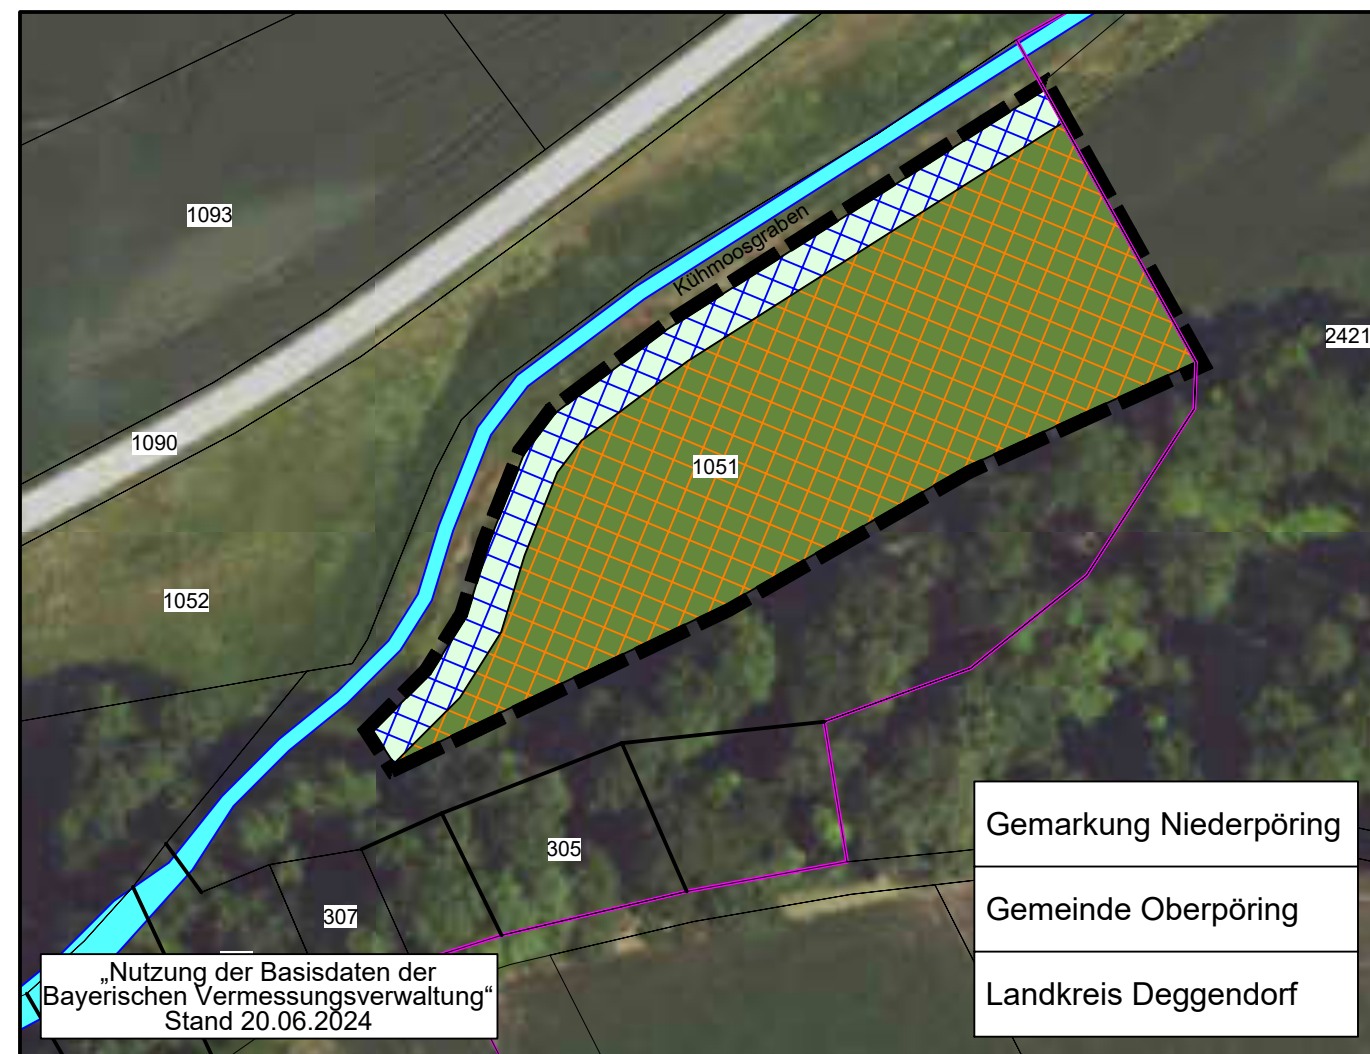 1093
Kühmoosgraben
2421
1090
1051
1052
305
307
Gemarkung Niederpöring
Gemeinde Oberpöring
Landkreis Deggendorf
„Nutzung der Basisdaten der
Bayerischen Vermessungsverwaltung“
Stand 20.06.2024